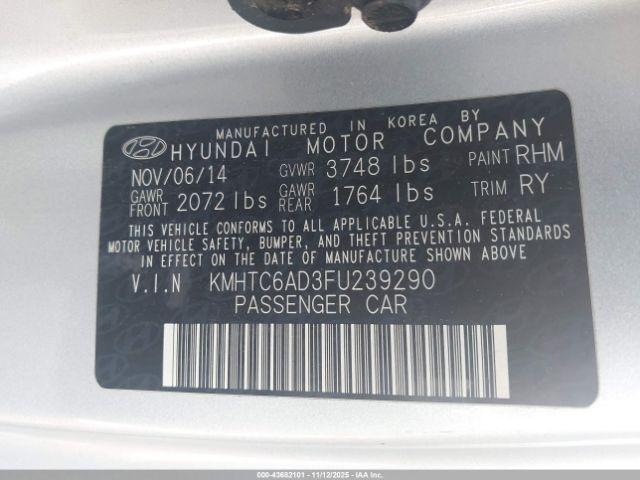 MANUFACTURED IN KOREA BY
HYUNDAI MOTOR COMPANY
NOV/06/14 GVWR 3748 lbs PAINT RHM
GAWR FRONT 2072 lbs GAWR REAR 1764 lbs TRIM RY
THIS VEHICLE CONFORMS TO ALL APPLICABLE U.S.A. FEDERAL
MOTOR VEHICLE SAFETY, BUMPER, AND THEFT PREVENTION STANDARDS
IN EFFECT ON THE DATE OF MANUFACTURE SHOWN ABOVE.
V.I.N KMHTC6AD3FU239290
PASSENGER CAR
000-43682101 - 11/12/2025 - IAAI.COM